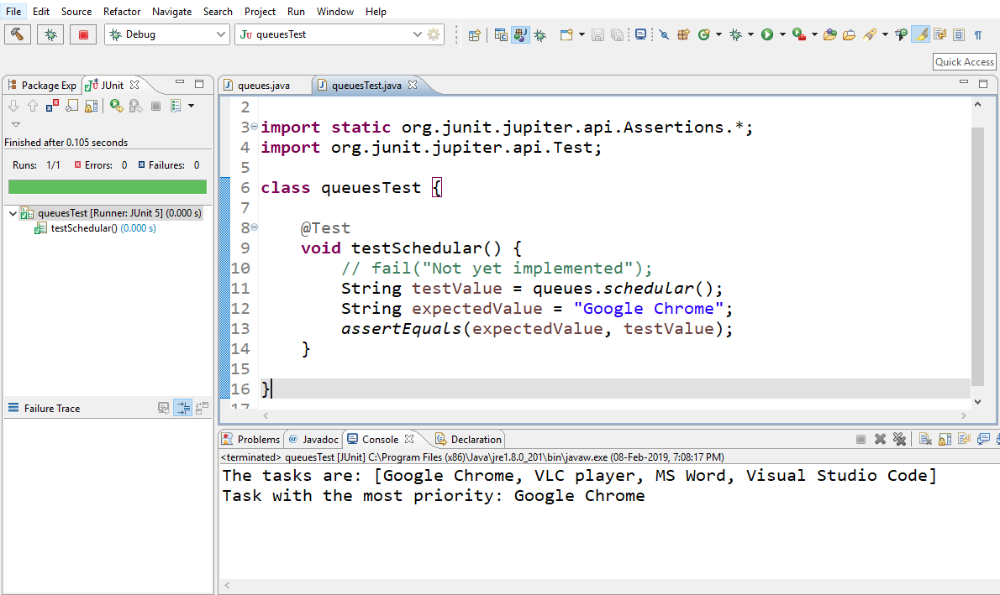 File Edit Source Refactor Navigate Search Project Run Window Help
Debug Ju queuesTest
Quick Access
Package Exp JUnit
Finished after 0.105 seconds
Runs: 1/1 Errors: 0 Failures: 0
queuesTest [Runner: JUnit 5] (0.000 s)
testSchedular() (0.000 s)
Failure Trace
queues.java queuesTest.java
2
3 import static org.junit.jupiter.api.Assertions.*;
4 import org.junit.jupiter.api.Test;
5
6 class queuesTest {
7
8 @Test
9 void testSchedular() {
10 // fail("Not yet implemented");
11 String testValue = queues.schedular();
12 String expectedValue = "Google Chrome";
13 assertEquals(expectedValue, testValue);
14 }
15
16 }
17
Problems @ Javadoc Console Declaration
<terminated> queuesTest [JUnit] C:\Program Files (x86)\Java\jre1.8.0_201\bin\javaw.exe (08-Feb-2019, 7:08:17 PM)
The tasks are: [Google Chrome, VLC player, MS Word, Visual Studio Code]
Task with the most priority: Google Chrome